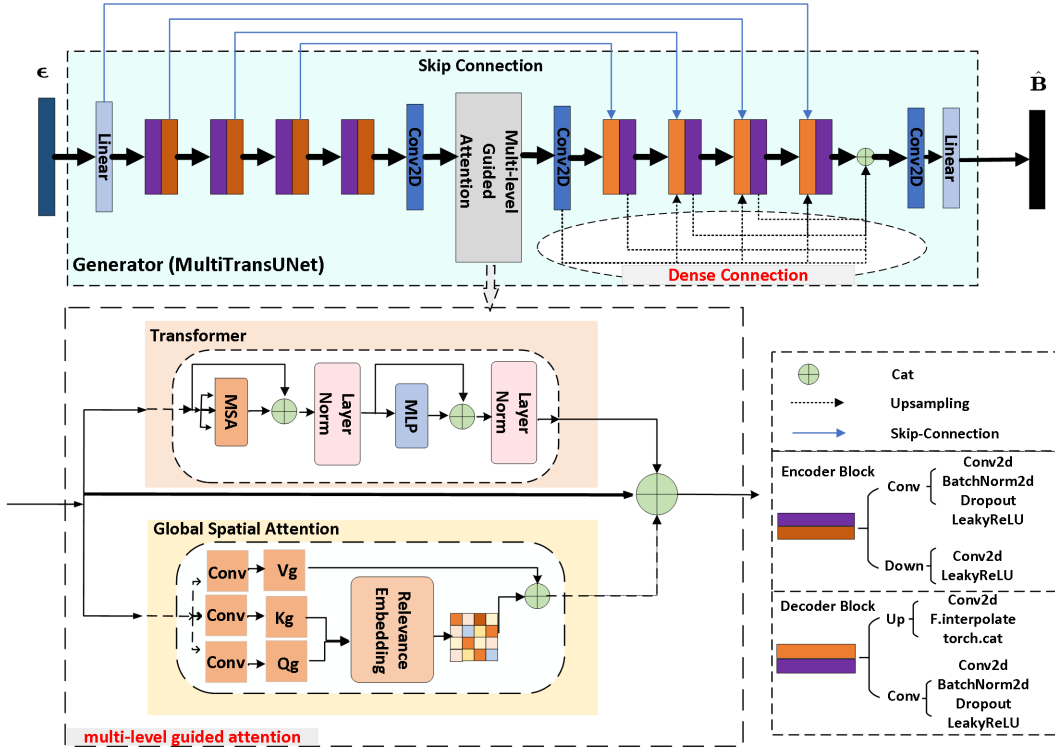 Skip Connection
ϵ
B̂
Linear
Conv2D
Multi-level
Guided
Attention
Conv2D
Conv2D
Linear
Generator (MultiTransUNet)
Dense Connection
Transformer
MSA
Layer
Norm
MLP
Layer
Norm
Global Spatial Attention
Conv
Vg
Conv
Kg
Conv
Qg
Relevance
Embedding
multi-level guided attention
Cat
Upsampling
Skip-Connection
Encoder Block
Conv
Conv2d
BatchNorm2d
Dropout
LeakyReLU
Down
Conv2d
LeakyReLU
Decoder Block
Up
Conv2d
F.interpolate
torch.cat
Conv
Conv2d
BatchNorm2d
Dropout
LeakyReLU